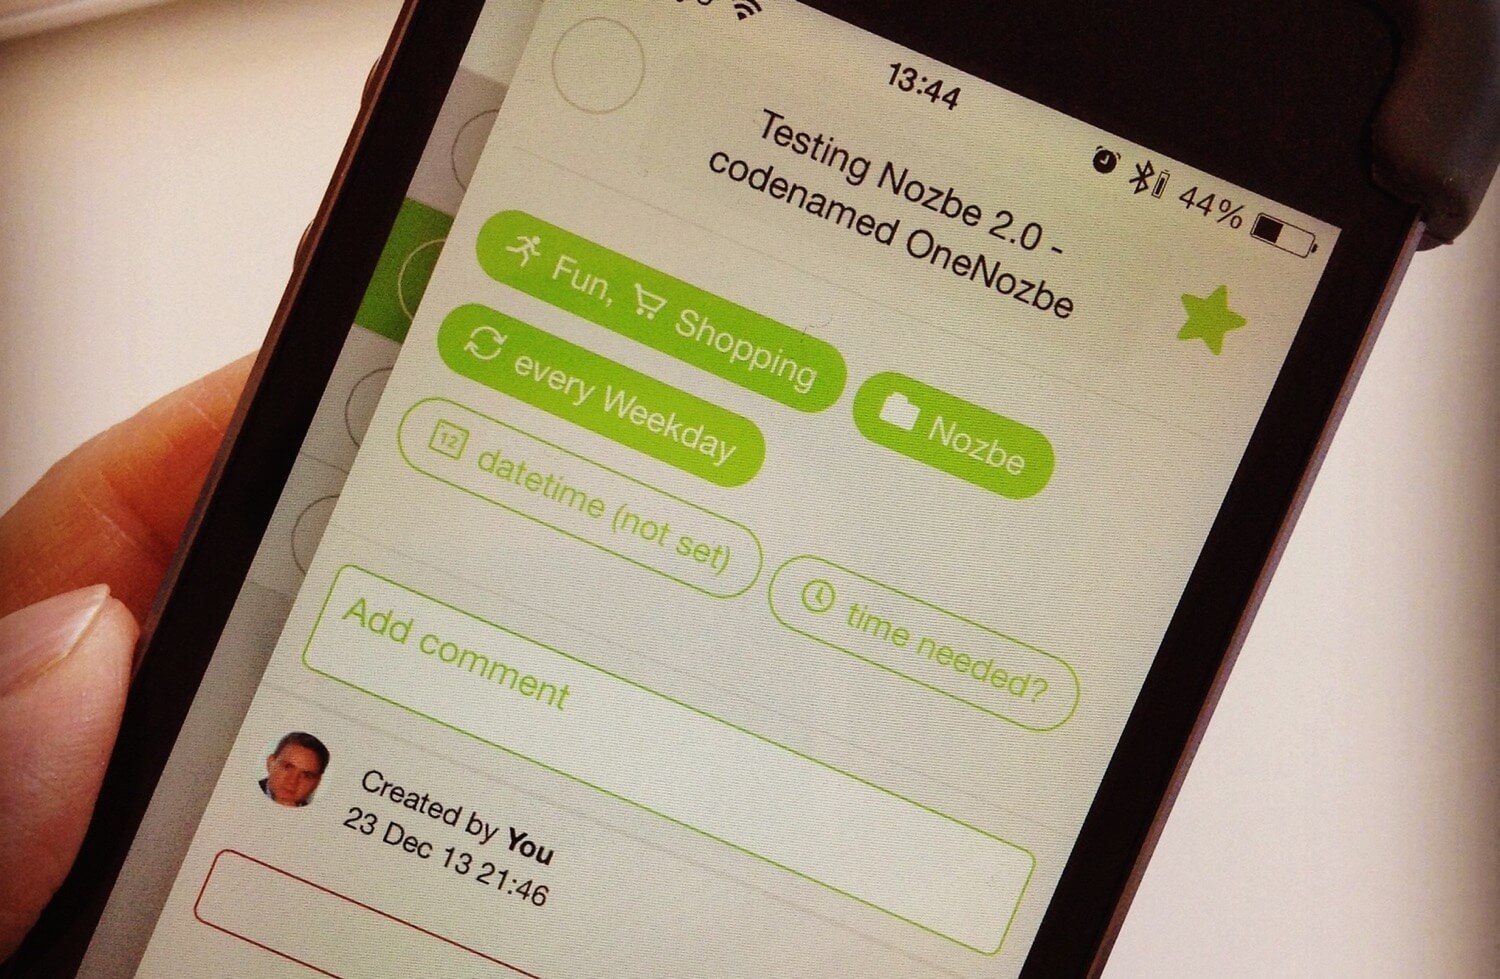 13:44
44%
Testing Nozbe 2.0 -
codenamed OneNozbe
Fun, Shopping
Nozbe
every Weekday
12 datetime (not set)
time needed?
Add comment
Created by You
23 Dec 13 21:46